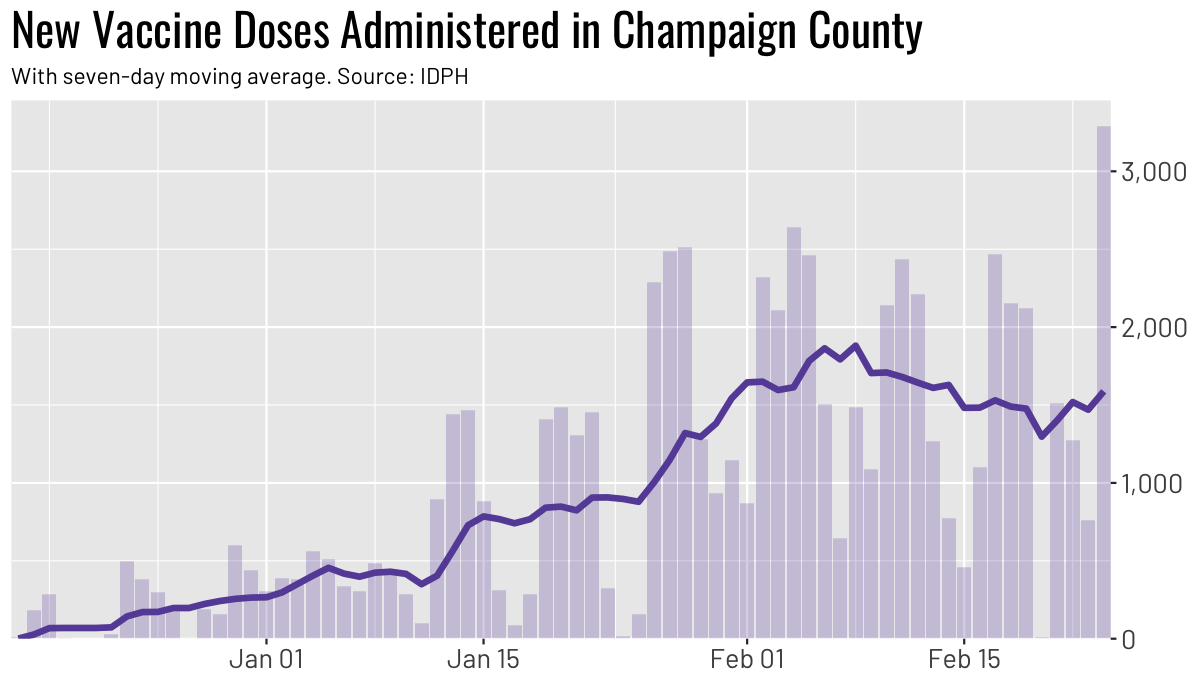 New Vaccine Doses Administered in Champaign County
With seven-day moving average. Source: IDPH
3,000
2,000
1,000
0
Jan 01
Jan 15
Feb 01
Feb 15